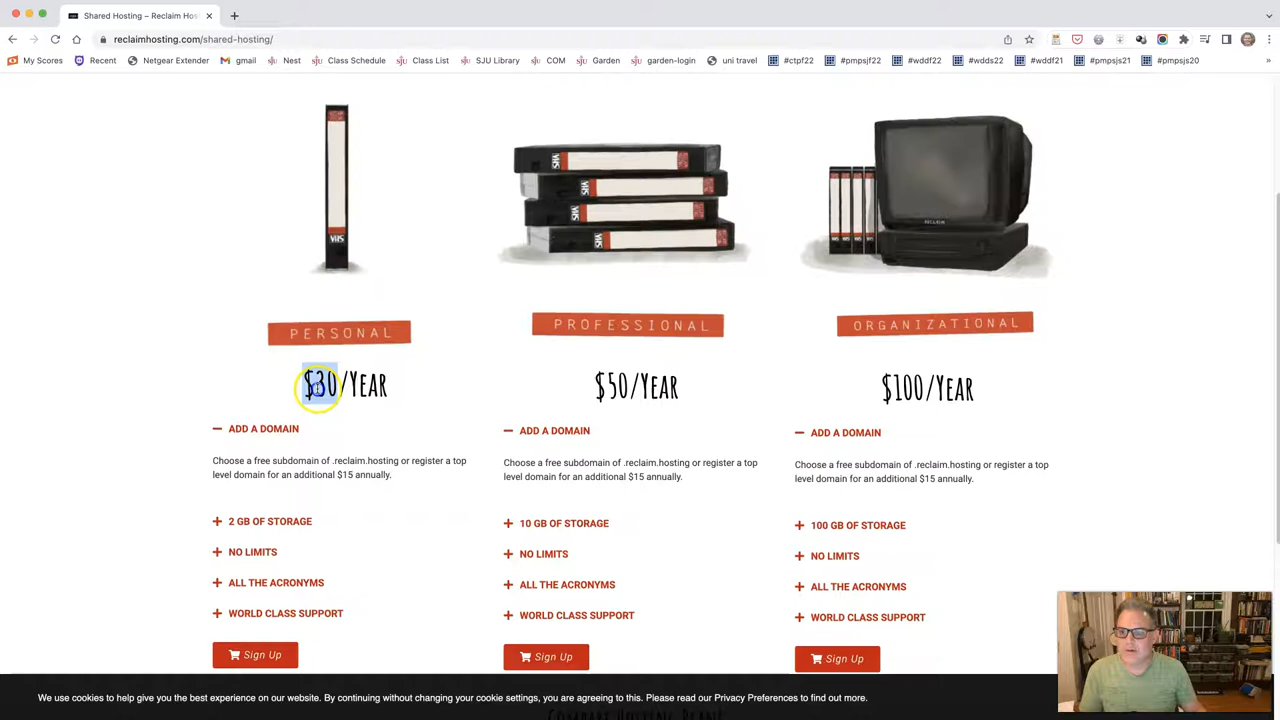 Shared Hosting – Reclaim Hos
reclaimhosting.com/shared-hosting/
My Scores Recent Netgear Extender gmail Nest Class Schedule Class List SJU Library COM Garden garden-login uni travel #ctpf22 #pmpsjf22 #wddf22 #wdds22 #wddf21 #pmpsjs21 #pmpsjs20 »
VHS
VHS
VHS
VHS
VHS
RECLAIM
PERSONAL
PROFESSIONAL
ORGANIZATIONAL
$30/YEAR
$50/YEAR
$100/YEAR
ADD A DOMAIN
Choose a free subdomain of .reclaim.hosting or register a top
level domain for an additional $15 annually.
2 GB OF STORAGE
NO LIMITS
ALL THE ACRONYMS
WORLD CLASS SUPPORT
Sign Up
ADD A DOMAIN
Choose a free subdomain of .reclaim.hosting or register a top
level domain for an additional $15 annually.
10 GB OF STORAGE
NO LIMITS
ALL THE ACRONYMS
WORLD CLASS SUPPORT
Sign Up
ADD A DOMAIN
Choose a free subdomain of .reclaim.hosting or register a top
level domain for an additional $15 annually.
100 GB OF STORAGE
NO LIMITS
ALL THE ACRONYMS
WORLD CLASS SUPPORT
Sign Up
We use cookies to help give you the best experience on our website. By continuing without changing your cookie settings, you are agreeing to this. Please read our Privacy Preferences to find out more.